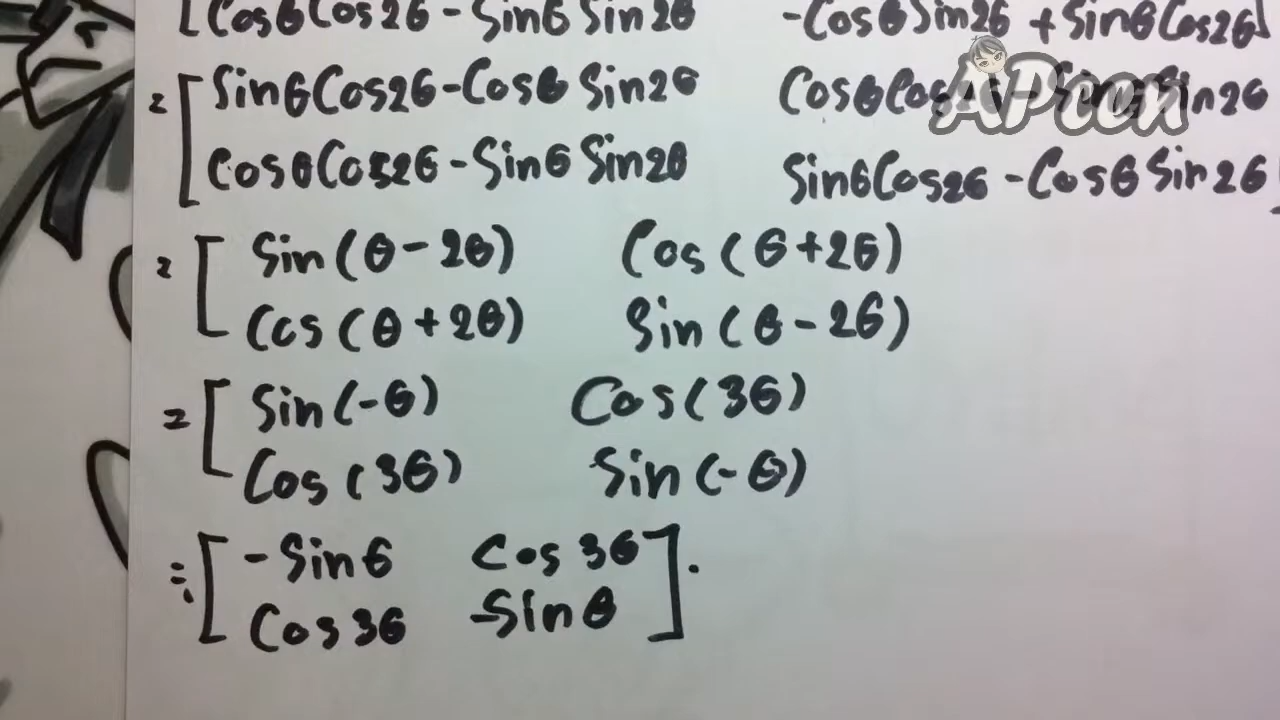 [Cosθ Cos2θ - Sinθ Sin2θ -Cosθ Sin2θ + Sinθ Cos2θ]
= [Sinθ Cos2θ - Cosθ Sin2θ Cosθ Cos2θ - Sinθ Sin2θ
Cosθ Cos2θ - Sinθ Sin2θ Sinθ Cos2θ - Cosθ Sin2θ]
APisen
= [Sin(θ - 2θ) Cos(θ + 2θ)
Cos(θ + 2θ) Sin(θ - 2θ)
= [Sin(-θ) Cos(3θ)
Cos(3θ) Sin(-θ)
= [-Sinθ Cos3θ].
Cos3θ -Sinθ